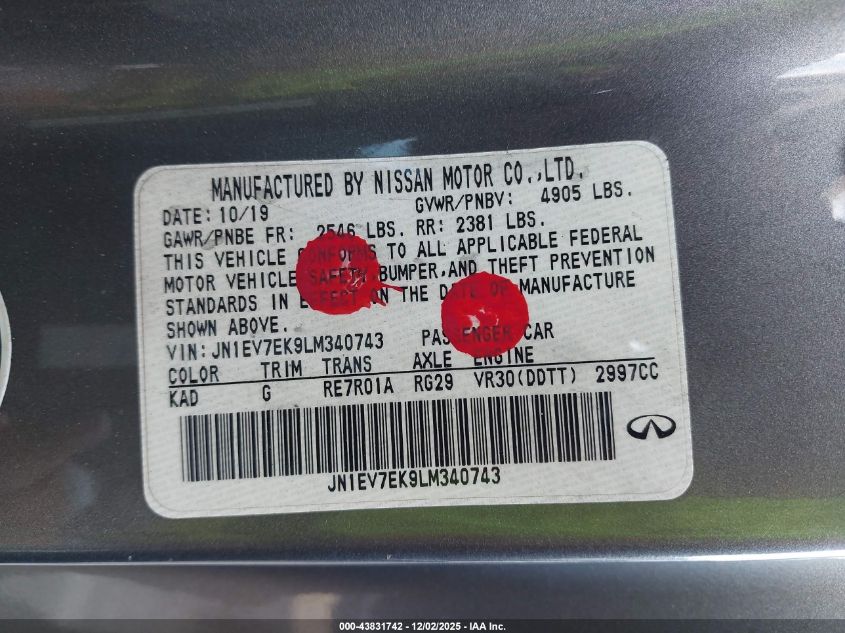 MANUFACTURED BY NISSAN MOTOR CO.,LTD.
DATE: 10/19 GVWR/PNBV: 4905 LBS.
GAWR/PNBE FR: 2546 LBS. RR: 2381 LBS.
THIS VEHICLE CONFORMS TO ALL APPLICABLE FEDERAL
MOTOR VEHICLE SAFETY,BUMPER,AND THEFT PREVENTION
STANDARDS IN EFFECT ON THE DATE OF MANUFACTURE
SHOWN ABOVE.
VIN: JN1EV7EK9LM340743 PASSENGER CAR
COLOR TRIM TRANS AXLE ENGINE
KAD G RE7R01A RG29 VR30(DDTT) 2997CC
JN1EV7EK9LM340743
000-43831742 - 12/02/2025 - IAA Inc.